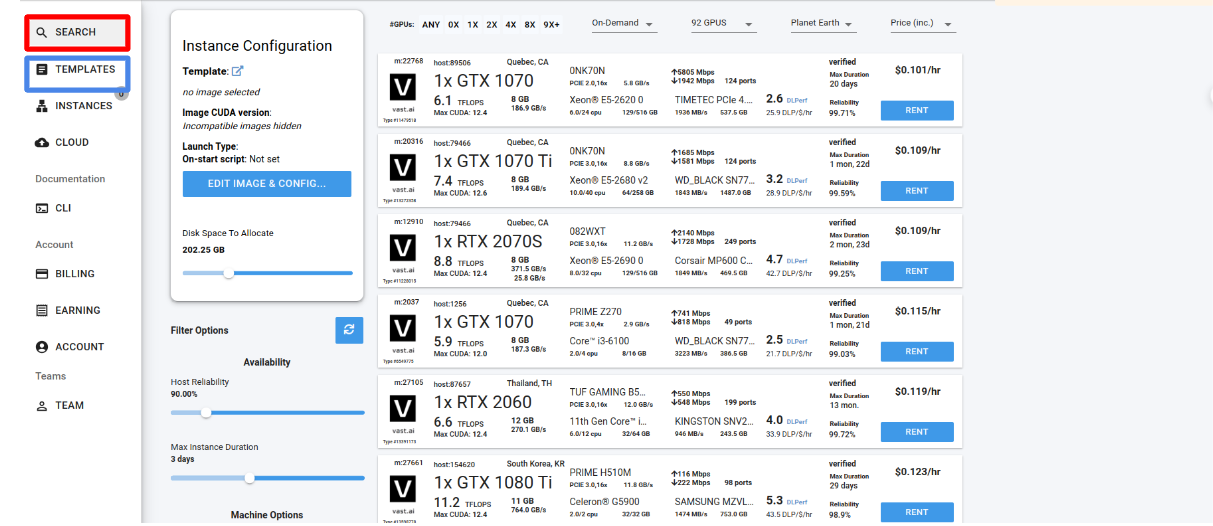 SEARCH
TEMPLATES
INSTANCES
CLOUD
Documentation
CLI
Account
BILLING
EARNING
ACCOUNT
Teams
TEAM
Instance Configuration
Template:
no image selected
Image CUDA version:
Incompatible images hidden
Launch Type:
On-start script: Not set
EDIT IMAGE & CONFIG...
Disk Space To Allocate
202.25 GB
Filter Options
Availability
Host Reliability
90.00%
Max Instance Duration
3 days
Machine Options
#GPUs: ANY 0X 1X 2X 4X 8X 9X+ On-Demand 92 GPUS Planet Earth Price (inc.)
m:22768 host:89506 Quebec, CA verified
1x GTX 1070 0NK70N ↑5805 Mbps Max Duration $0.101/hr
PCIE 3.0,16x 5.8 GB/s ↓1942 Mbps 124 ports 20 days
6.1 TFLOPS 8 GB Xeon® E5-2620 0 TIMETEC PCIe 4.... 2.6 DLPerf Reliability RENT
vast.ai Max CUDA: 12.4 186.9 GB/s 6.0/24 cpu 129/516 GB 1936 MB/s 537.5 GB 25.9 DLP/$/hr 99.71%
m:20316 host:79466 Quebec, CA verified
1x GTX 1070 Ti 0NK70N ↑1685 Mbps Max Duration $0.109/hr
PCIE 3.0,16x 8.8 GB/s ↓1581 Mbps 124 ports 1 mon, 22d
7.4 TFLOPS 8 GB Xeon® E5-2680 v2 WD_BLACK SN77... 3.2 DLPerf Reliability RENT
vast.ai Max CUDA: 12.6 189.4 GB/s 10.0/40 cpu 64/258 GB 1843 MB/s 1487.0 GB 28.9 DLP/$/hr 99.59%
m:12910 host:79466 Quebec, CA verified
1x RTX 2070S 082WXT ↑2140 Mbps Max Duration $0.109/hr
PCIE 3.0,16x 11.2 GB/s ↓1728 Mbps 249 ports 2 mon, 23d
8.8 TFLOPS 8 GB 371.5 GB/s Xeon® E5-2690 0 Corsair MP600 C... 4.7 DLPerf Reliability RENT
vast.ai Max CUDA: 12.4 25.8 GB/s 8.0/32 cpu 129/516 GB 1849 MB/s 469.5 GB 42.7 DLP/$/hr 99.25%
m:2037 host:1256 Quebec, CA verified
1x GTX 1070 PRIME Z270 ↑741 Mbps Max Duration $0.115/hr
PCIE 3.0,4x 2.9 GB/s ↓818 Mbps 49 ports 1 mon, 21d
5.9 TFLOPS 8 GB Core™ i3-6100 WD_BLACK SN77... 2.5 DLPerf Reliability RENT
vast.ai Max CUDA: 12.0 187.3 GB/s 2.0/4 cpu 8/16 GB 3223 MB/s 386.5 GB 21.7 DLP/$/hr 99.03%
m:27105 host:87657 Thailand, TH verified
1x RTX 2060 TUF GAMING B5... ↑550 Mbps Max Duration $0.119/hr
PCIE 3.0,16x 12.0 GB/s ↓548 Mbps 199 ports 13 mon.
6.6 TFLOPS 12 GB 11th Gen Core™ i... KINGSTON SNV2... 4.0 DLPerf Reliability RENT
vast.ai Max CUDA: 12.4 270.1 GB/s 6.0/12 cpu 32/64 GB 946 MB/s 243.5 GB 33.9 DLP/$/hr 99.72%
m:27661 host:154620 South Korea, KR verified
1x GTX 1080 Ti PRIME H510M ↑116 Mbps Max Duration $0.123/hr
PCIE 3.0,16x 11.8 GB/s ↓222 Mbps 98 ports 29 days
11.2 TFLOPS 11 GB Celeron® G5900 SAMSUNG MZVL... 5.3 DLPerf Reliability RENT
vast.ai Max CUDA: 12.4 764.0 GB/s 2.0/2 cpu 32/32 GB 1474 MB/s 753.0 GB 43.5 DLP/$/hr 98.9%